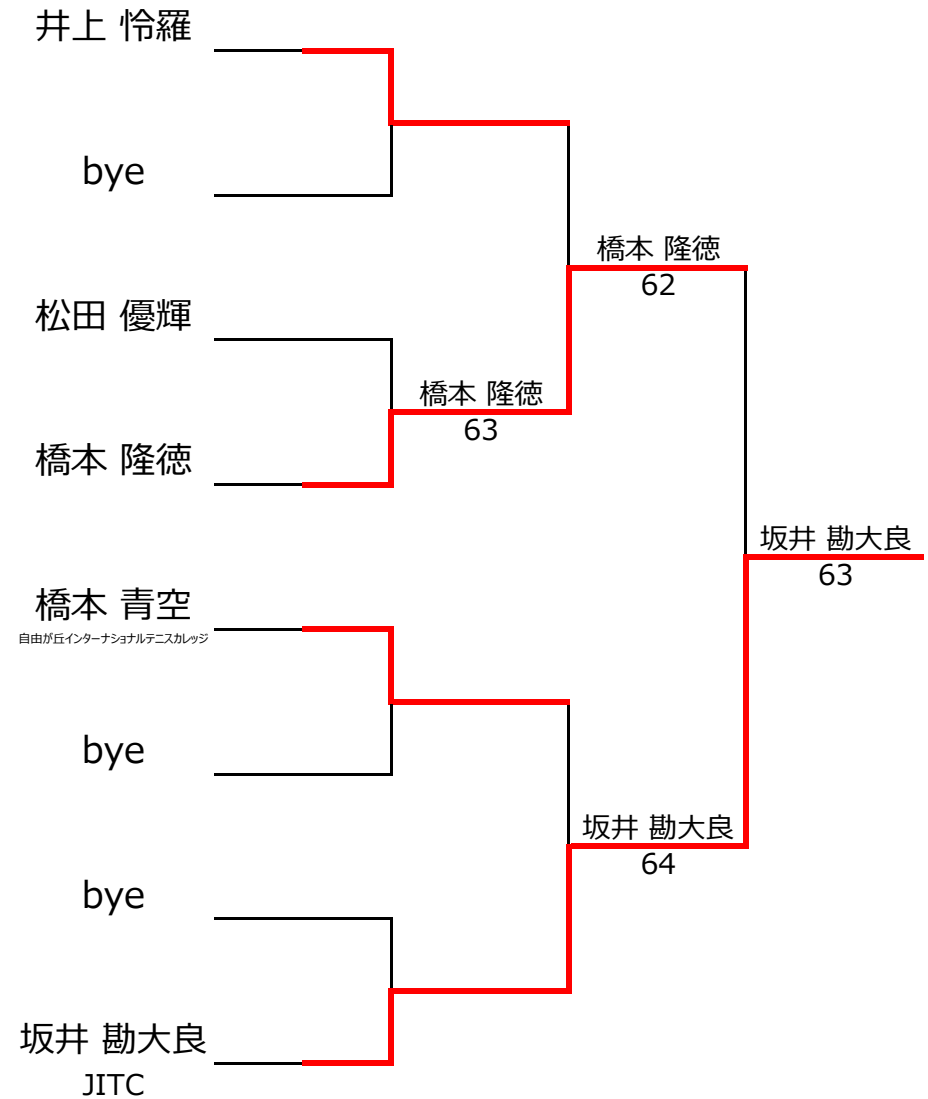 井上 怜羅
bye
橋本 隆徳
62
松田 優輝
橋本 隆徳
63
橋本 隆徳
坂井 勘大良
63
橋本 青空
自由が丘インターナショナルテニスカレッジ
bye
坂井 勘大良
64
bye
坂井 勘大良
JITC